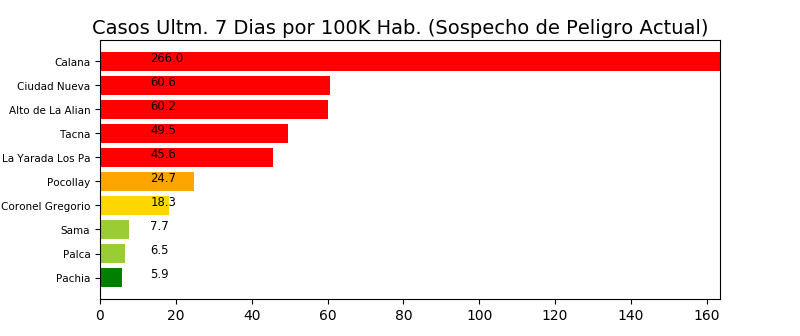 Casos Ultm. 7 Dias por 100K Hab. (Sospecho de Peligro Actual)
Calana 266.0
Ciudad Nueva 60.6
Alto de La Alian 60.2
Tacna 49.5
La Yarada Los Pa 45.6
Pocollay 24.7
Coronel Gregorio 18.3
Sama 7.7
Palca 6.5
Pachia 5.9
0 20 40 60 80 100 120 140 160